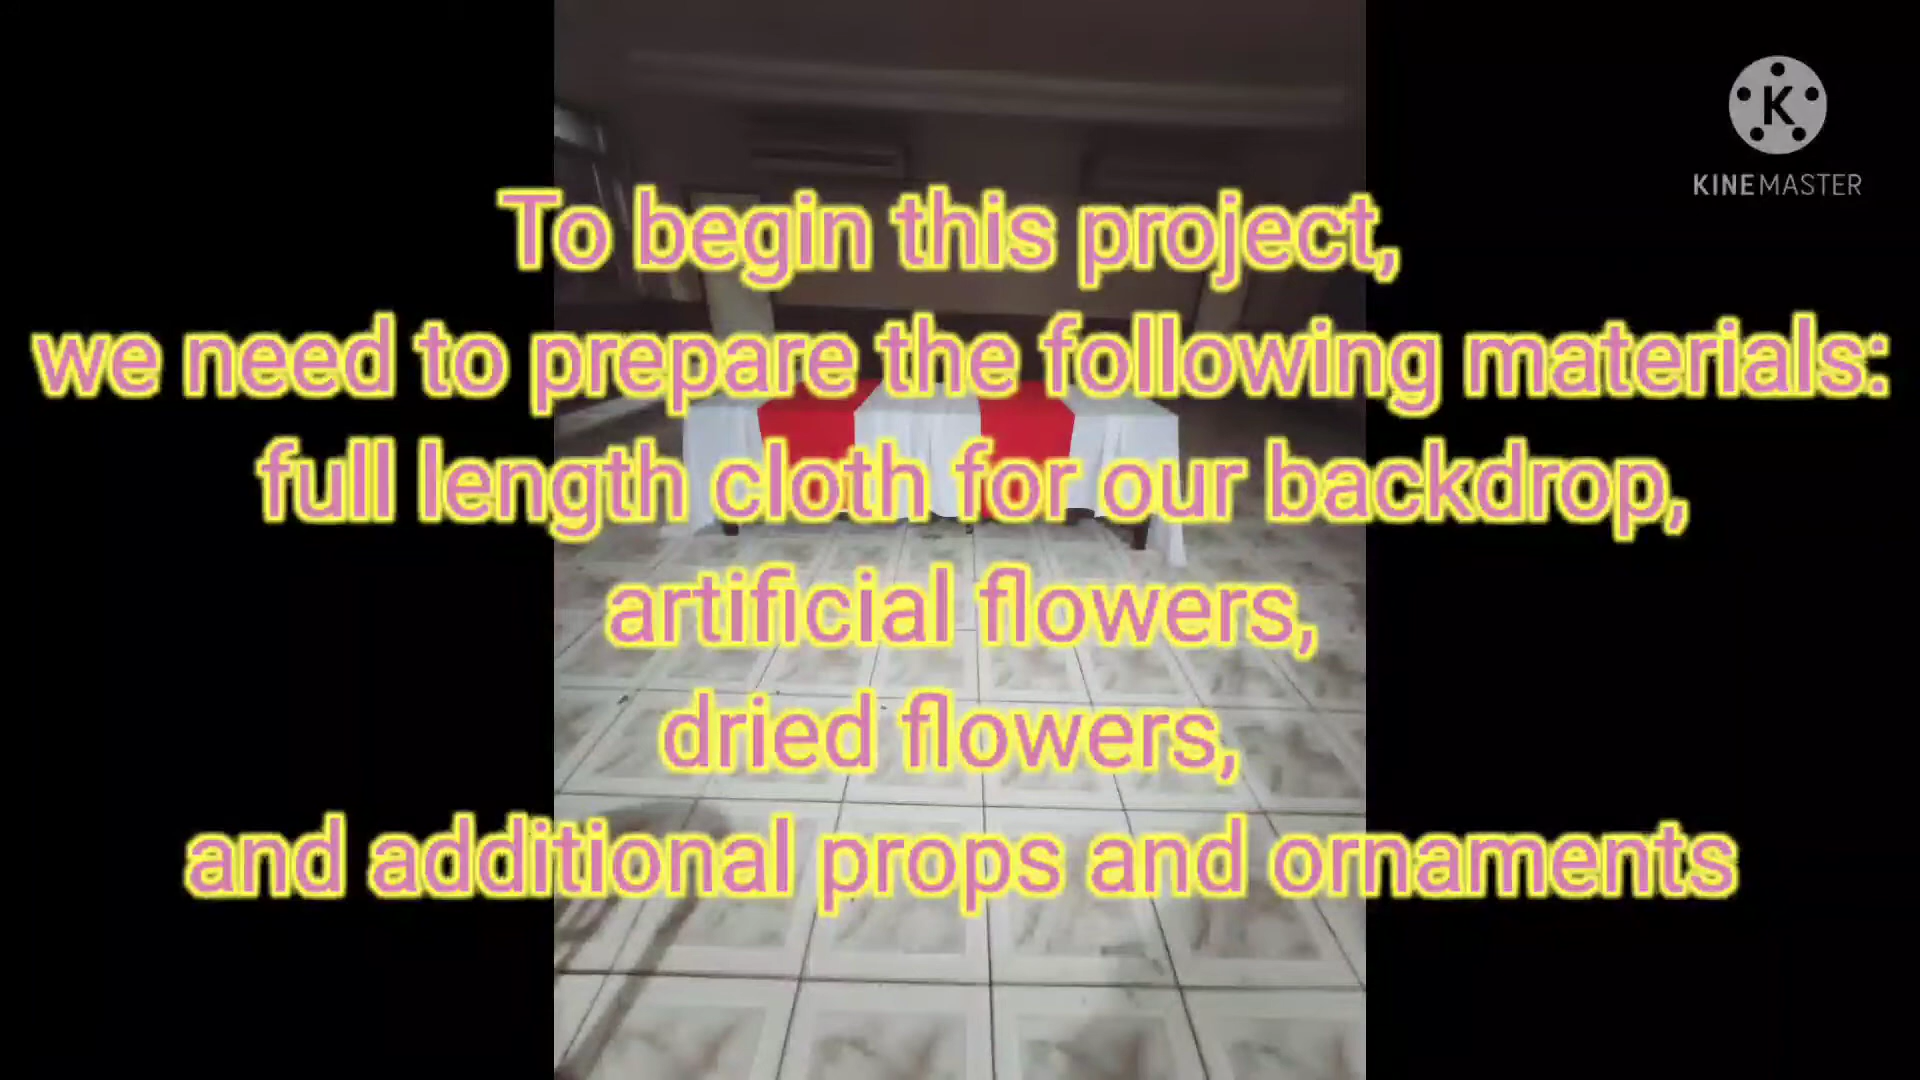 KINEMASTER
To begin this project,
we need to prepare the following materials:
full length cloth for our backdrop,
artificial flowers,
dried flowers,
and additional props and ornaments